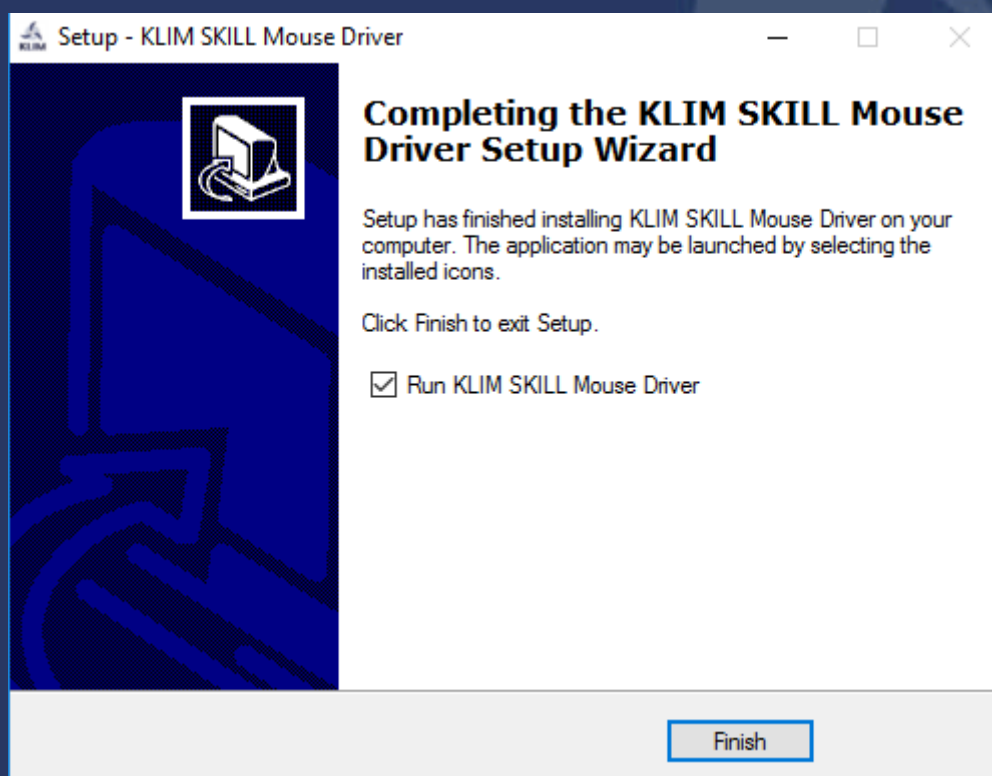 KLIM
Setup - KLIM SKILL Mouse Driver
Completing the KLIM SKILL Mouse
Driver Setup Wizard
Setup has finished installing KLIM SKILL Mouse Driver on your
computer. The application may be launched by selecting the
installed icons.
Click Finish to exit Setup.
Run KLIM SKILL Mouse Driver
Finish